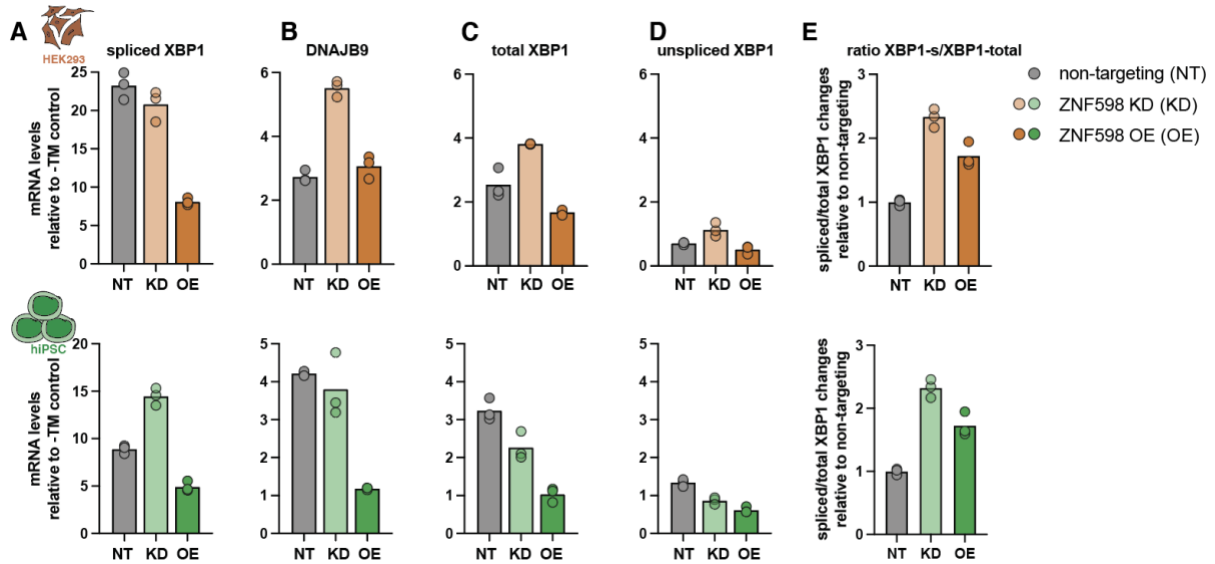 A
HEK293
spliced XBP1
B
DNAJB9
C
total XBP1
D
unspliced XBP1
E
ratio XBP1-s/XBP1-total
mRNA levels
relative to -TM control
25
20
15
10
5
0
NT KD OE
6
4
2
0
NT KD OE
6
4
2
0
NT KD OE
6
4
2
0
NT KD OE
spliced/total XBP1 changes
relative to non-targeting
3
2
1
0
NT KD OE
non-targeting (NT)
ZNF598 KD (KD)
ZNF598 OE (OE)
hiPSC
mRNA levels
relative to -TM control
20
15
10
5
0
NT KD OE
5
4
3
2
1
0
NT KD OE
5
4
3
2
1
0
NT KD OE
5
4
3
2
1
0
NT KD OE
spliced/total XBP1 changes
relative to non-targeting
3
2
1
0
NT KD OE